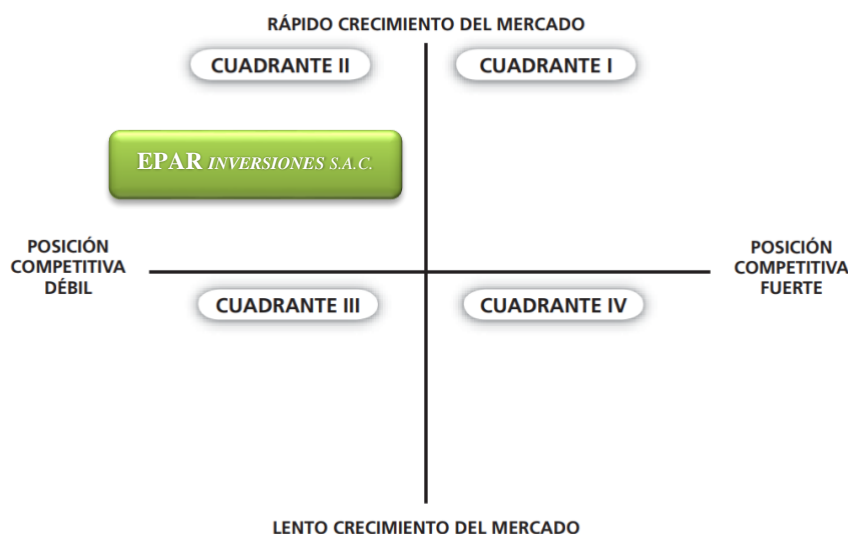 RÁPIDO CRECIMIENTO DEL MERCADO
CUADRANTE II
CUADRANTE I
EPAR INVERSIONES S.A.C.
POSICIÓN
COMPETITIVA
DÉBIL
POSICIÓN
COMPETITIVA
FUERTE
CUADRANTE III
CUADRANTE IV
LENTO CRECIMIENTO DEL MERCADO